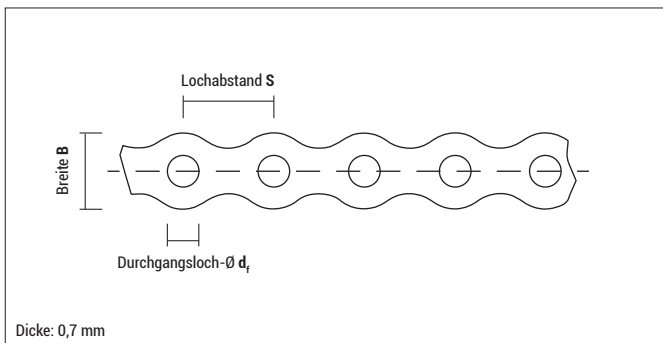 Lochabstand S
Breite B
Durchgangsloch-Ø df
Dicke: 0,7 mm